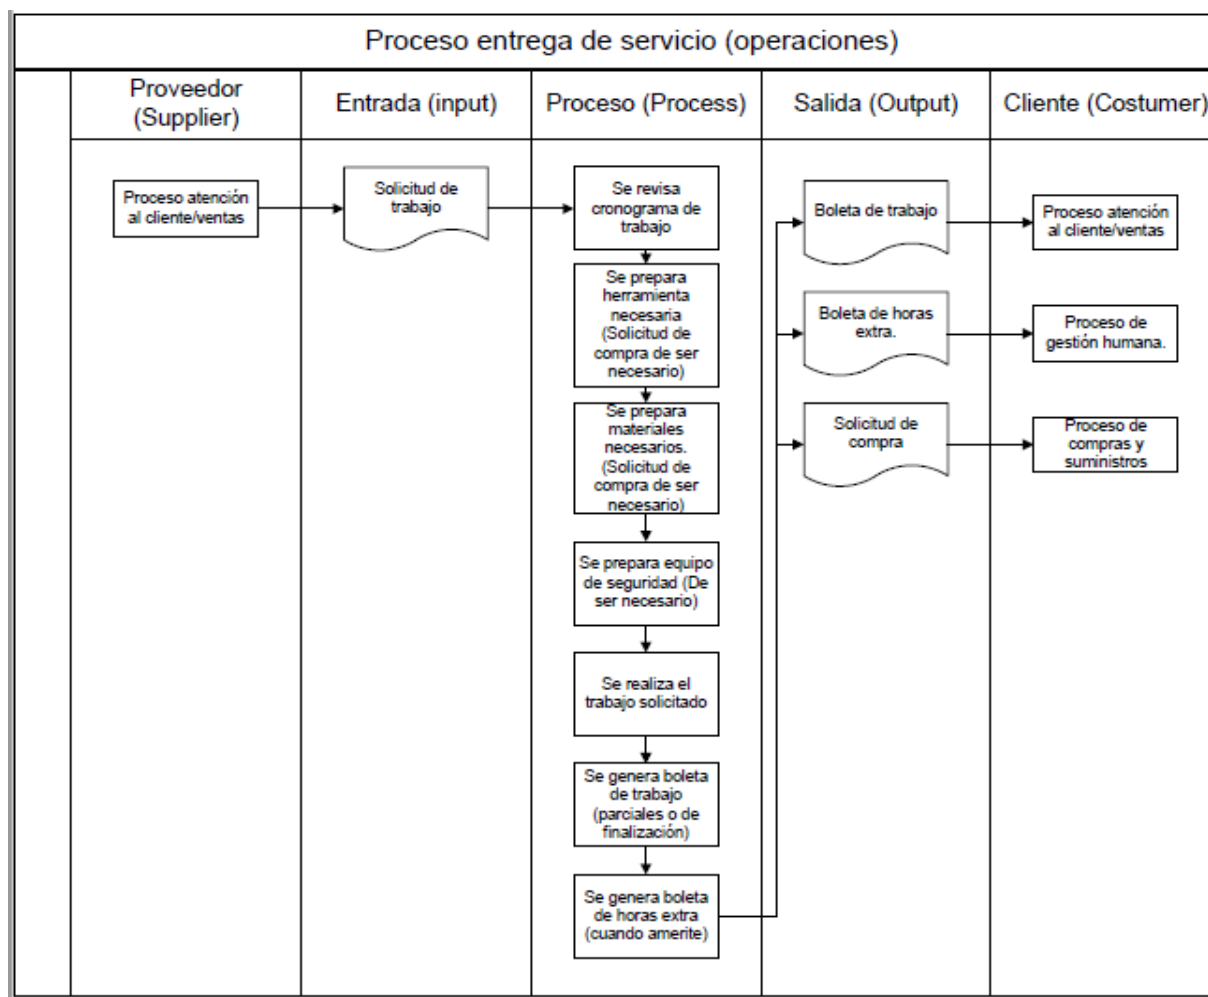 Proceso entrega de servicio (operaciones)
Proveedor
(Supplier)
Entrada (input)
Proceso (Process)
Salida (Output)
Cliente (Costumer)
Proceso atención
al cliente/ventas
Solicitud de
trabajo
Se revisa
cronograma de
trabajo
Se prepara
herramienta
necesaria
(Solicitud de
compra de ser
necesario)
Se prepara
materiales
necesarios.
(Solicitud de
compra de ser
necesario)
Se prepara equipo
de seguridad (De
ser necesario)
Se realiza el
trabajo solicitado
Se genera boleta
de trabajo
(parciales o de
finalización)
Se genera boleta
de horas extra
(cuando amerite)
Boleta de trabajo
Boleta de horas
extra.
Solicitud de
compra
Proceso atención
al cliente/ventas
Proceso de
gestión humana.
Proceso de
compras y
suministros